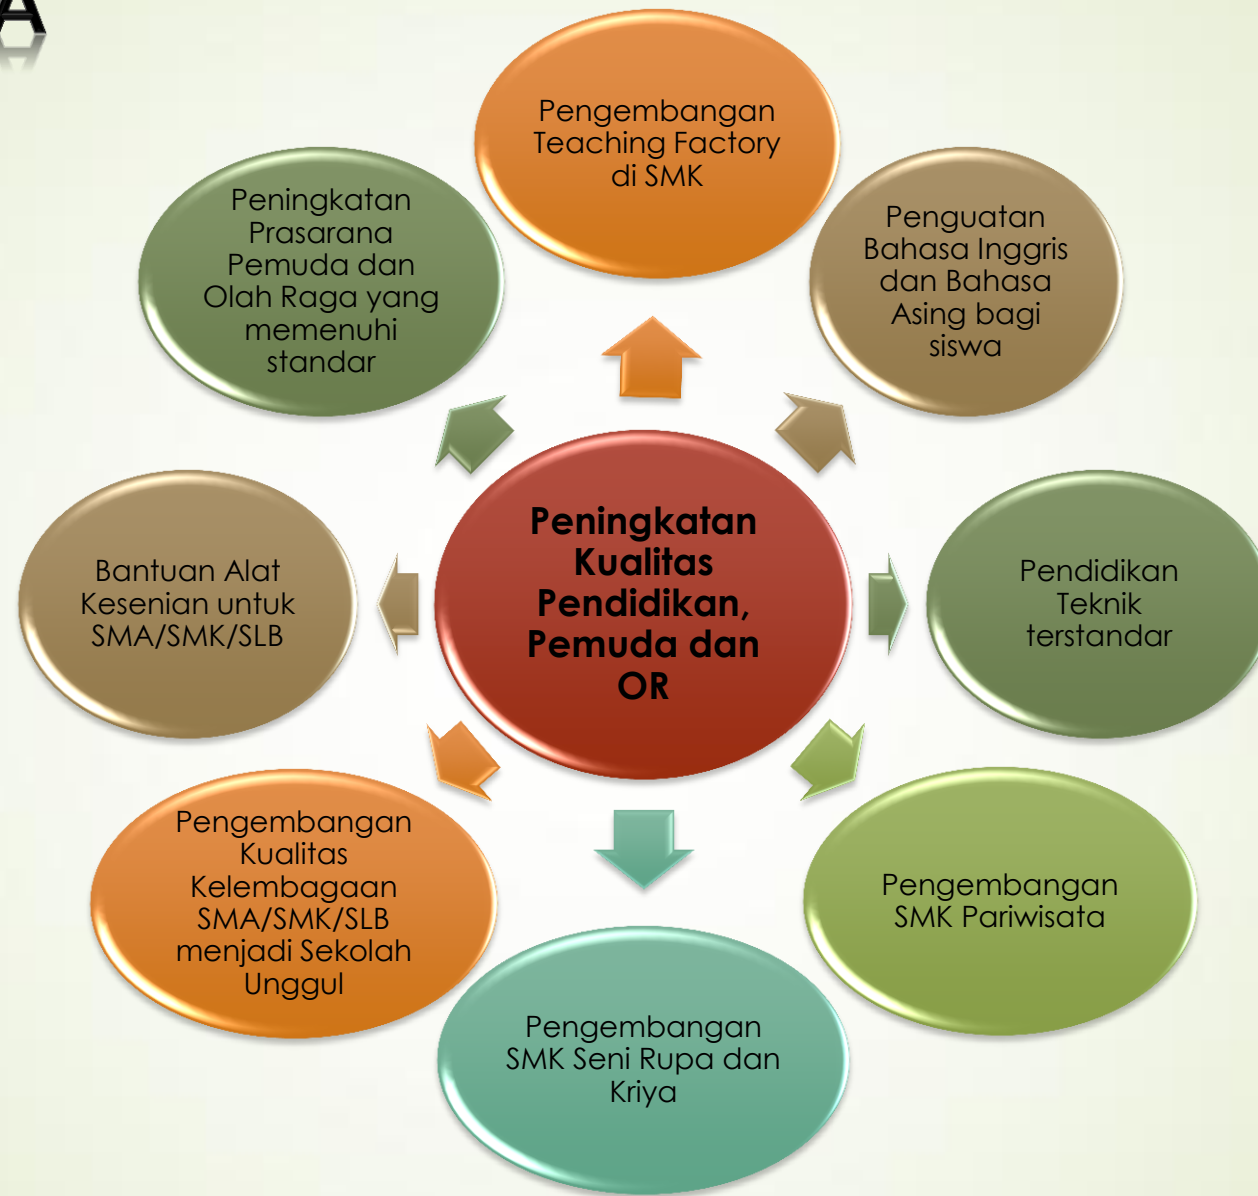 A
Pengembangan
Teaching Factory
di SMK
Penguatan
Bahasa Inggris
dan Bahasa
Asing bagi
siswa
Pendidikan
Teknik
terstandar
Pengembangan
SMK Pariwisata
Pengembangan
SMK Seni Rupa dan
Kriya
Pengembangan
Kualitas
Kelembagaan
SMA/SMK/SLB
menjadi Sekolah
Unggul
Bantuan Alat
Kesenian untuk
SMA/SMK/SLB
Peningkatan
Prasarana
Pemuda dan
Olah Raga yang
memenuhi
standar
Peningkatan
Kualitas
Pendidikan,
Pemuda dan
OR